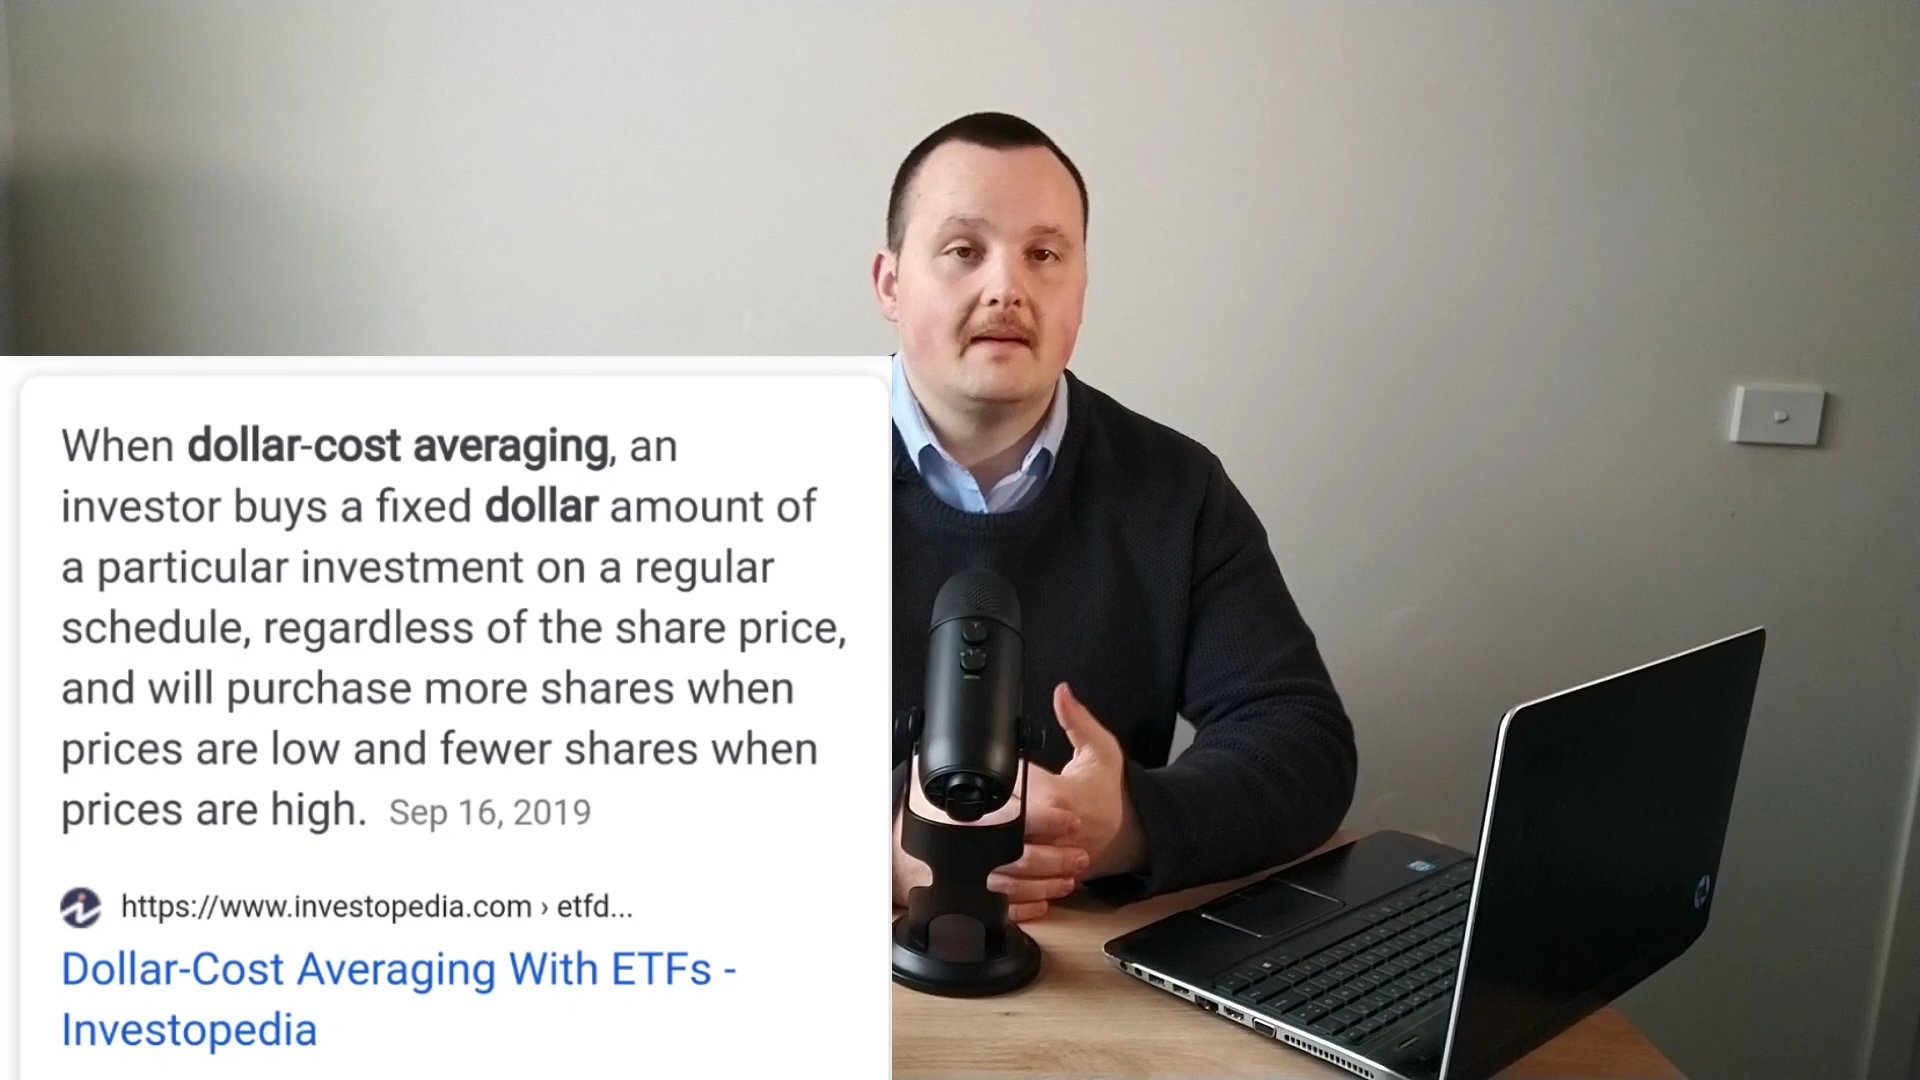 When dollar-cost averaging, an
investor buys a fixed dollar amount of
a particular investment on a regular
schedule, regardless of the share price,
and will purchase more shares when
prices are low and fewer shares when
prices are high. Sep 16, 2019
https://www.investopedia.com › etfd...
Dollar-Cost Averaging With ETFs -
Investopedia